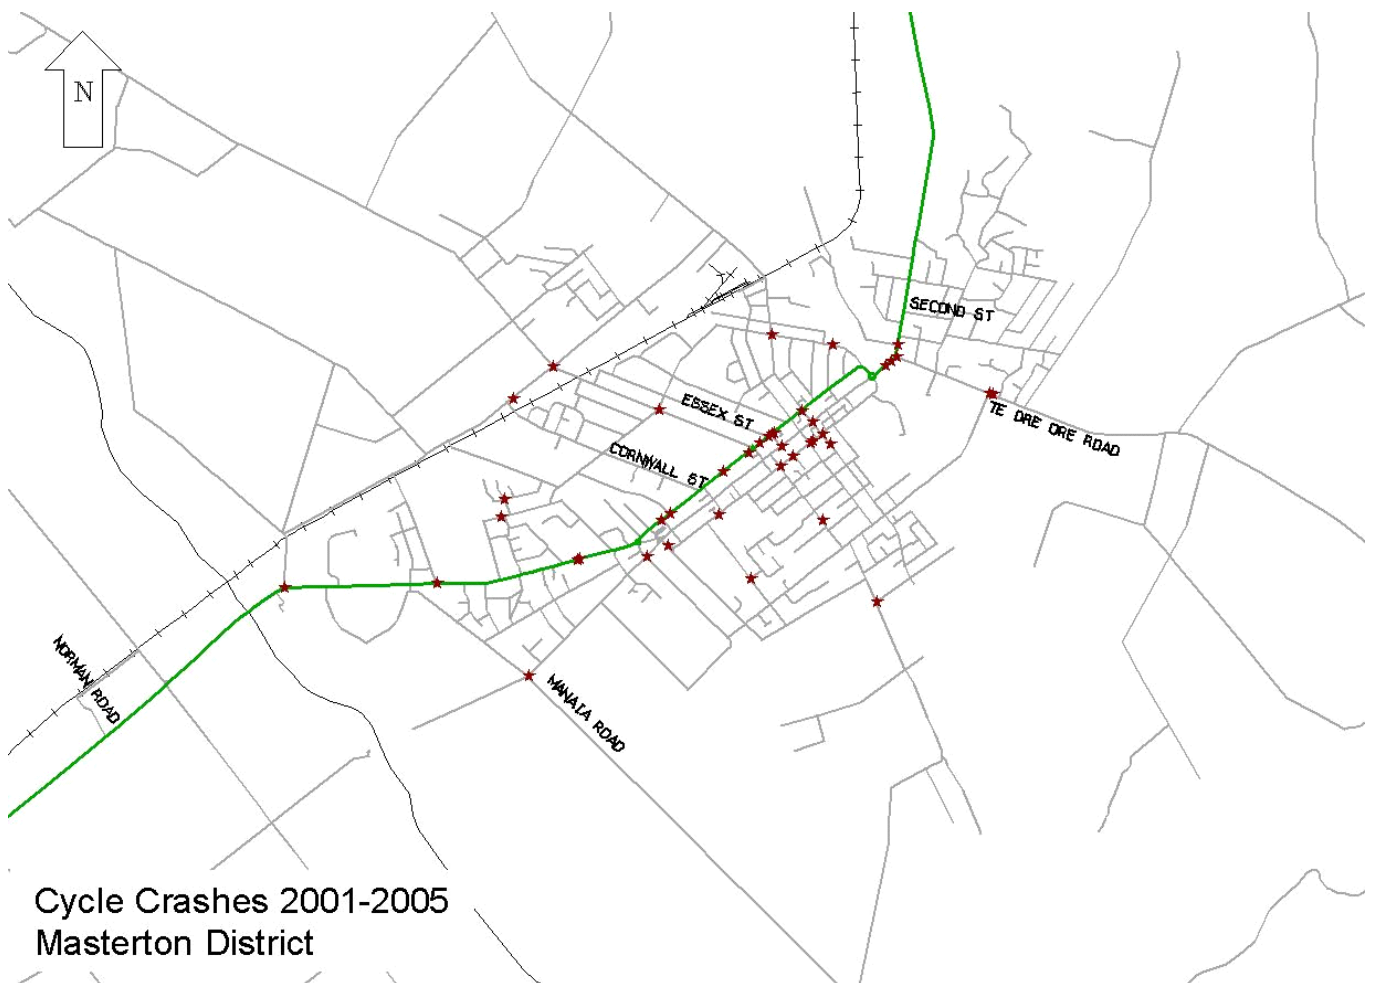 N
SECOND ST
ESSEX ST
TE ORE ORE ROAD
CORNWALL ST
NORMAN ROAD
MANAIA ROAD
Cycle Crashes 2001-2005
Masterton District